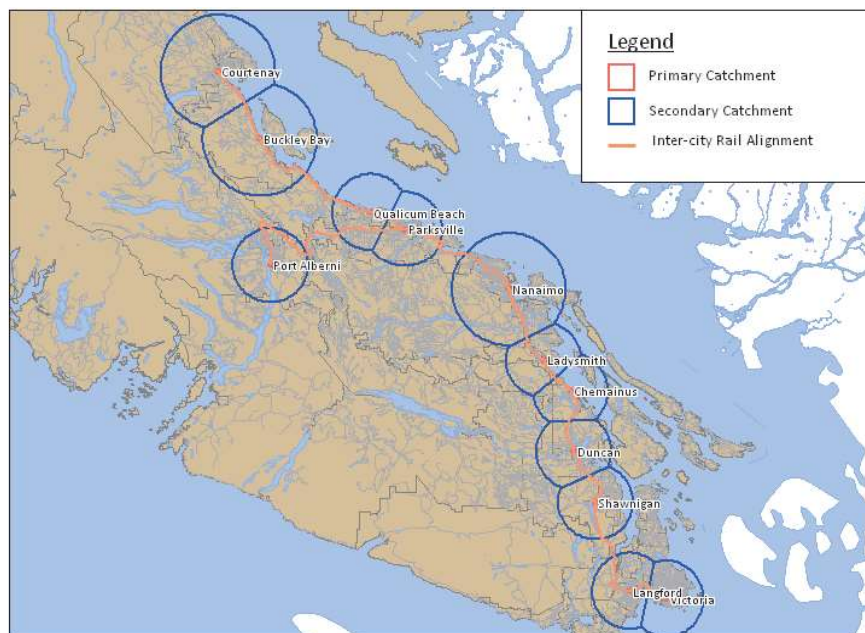 Legend
Primary Catchment
Secondary Catchment
Inter-city Rail Alignment
Courtenay
Buckley Bay
Qualicum Beach
Parksville
Port Alberni
Nanaimo
Ladysmith
Chemainus
Duncan
Shawnigan
Langford
Victoria